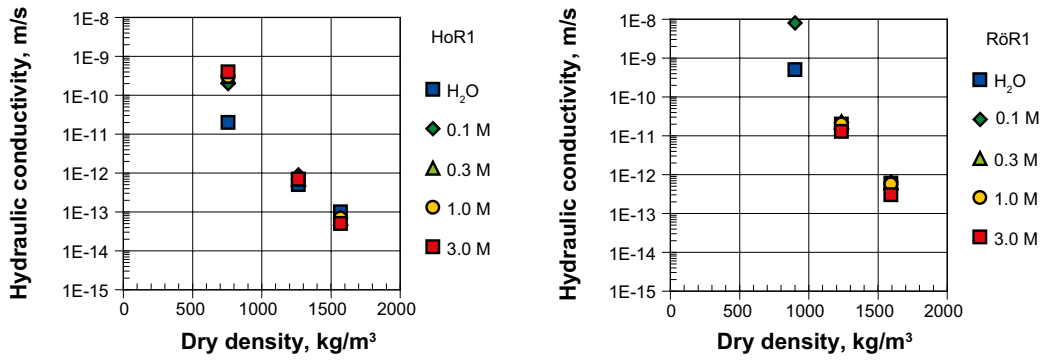 Hydraulic conductivity, m/s
1E-8
1E-9
1E-10
1E-11
1E-12
1E-13
1E-14
1E-15
0 500 1000 1500 2000
Dry density, kg/m³
HoR1
H₂O
0.1 M
0.3 M
1.0 M
3.0 M
Hydraulic conductivity, m/s
1E-8
1E-9
1E-10
1E-11
1E-12
1E-13
1E-14
1E-15
0 500 1000 1500 2000
Dry density, kg/m³
RöR1
H₂O
0.1 M
0.3 M
1.0 M
3.0 M